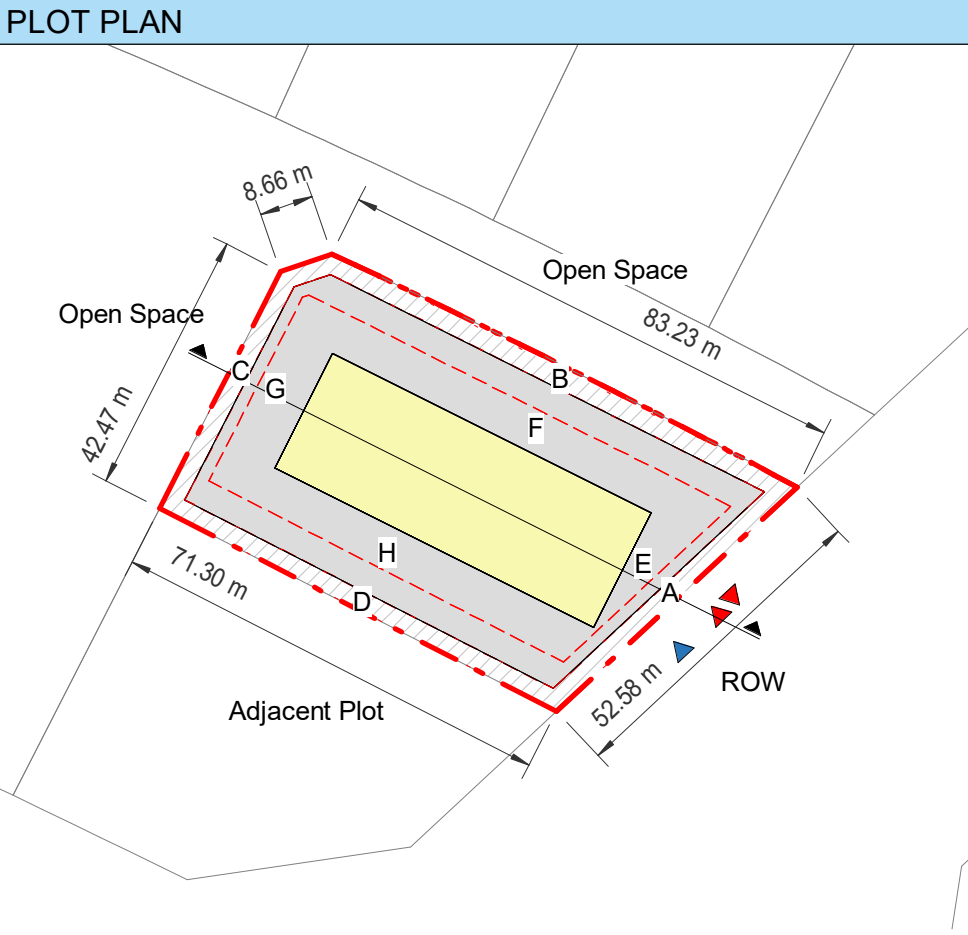 PLOT PLAN
8.66 m
Open Space
Open Space
83.23 m
C
G
B
F
42.47 m
H
E
71.30 m
D
A
52.58 m
ROW
Adjacent Plot